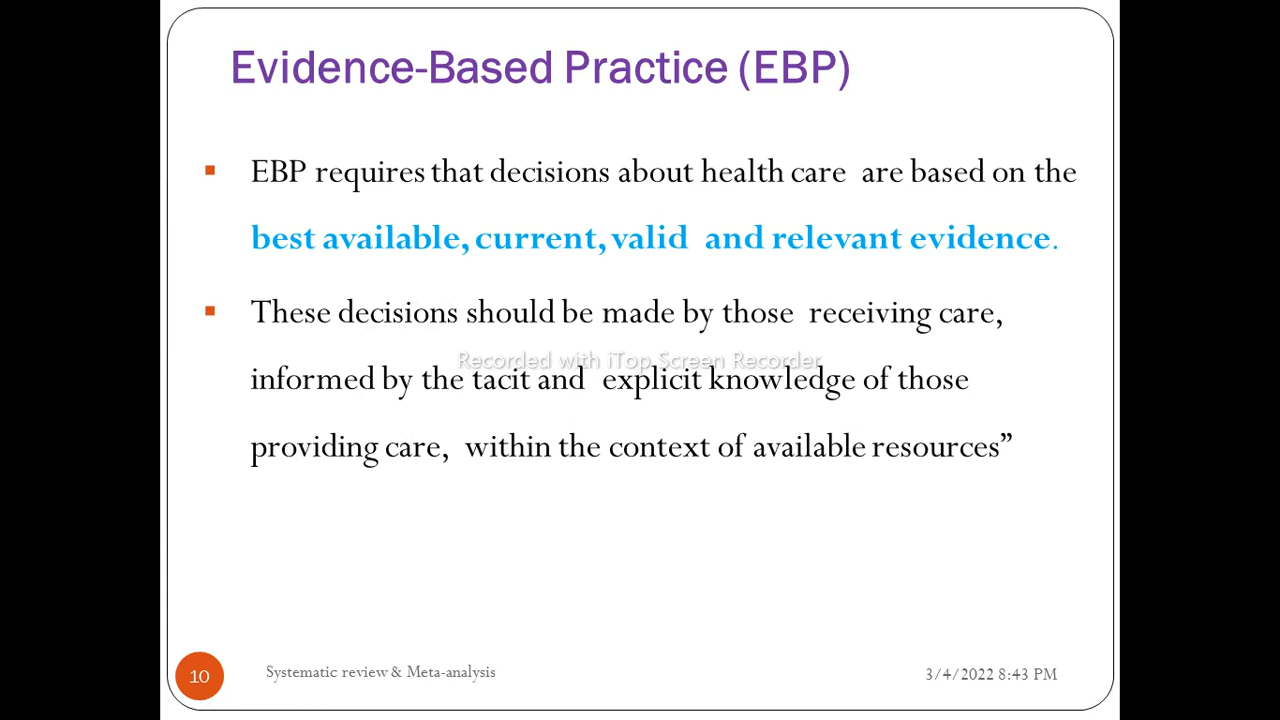 Evidence-Based Practice (EBP)
▪ EBP requires that decisions about health care are based on the
best available, current, valid and relevant evidence.
▪ These decisions should be made by those receiving care,
Recorded with iTop Screen Recorder
informed by the tacit and explicit knowledge of those
providing care, within the context of available resources”
10 Systematic review & Meta-analysis 3/4/2022 8:43 PM